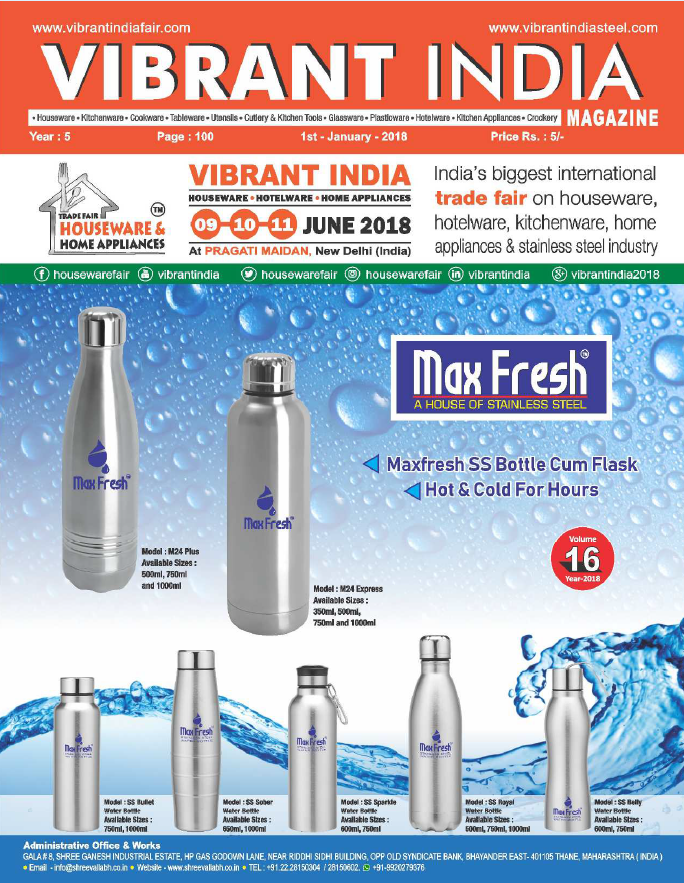 www.vibrantindiafair.com www.vibrantindiasteel.com
VIBRANT INDIA
• Houseware • Kitchenware • Cookware • Tableware • Utensils • Cutlery & Kitchen Tools • Glassware • Plasticware • Hotelware • Kitchen Appliances • Crockery MAGAZINE
Year : 5 Page : 100 1st - January - 2018 Price Rs. : 5/-
TRADE FAIR
TM
HOUSEWARE &
HOME APPLIANCES
VIBRANT INDIA
HOUSEWARE • HOTELWARE • HOME APPLIANCES
09-10-11 JUNE 2018
At PRAGATI MAIDAN, New Delhi (India)
India's biggest international
trade fair on houseware,
hotelware, kitchenware, home
appliances & stainless steel industry
housewarefair vibrantindia housewarefair housewarefair vibrantindia vibrantindia2018
Max Fresh®
A HOUSE OF STAINLESS STEEL
Maxfresh SS Bottle Cum Flask
Hot & Cold For Hours
Max Fresh
Max Fresh
Volume
16
Year-2018
Model : M24 Plus
Available Sizes :
500ml, 750ml
and 1000ml
Model : M24 Express
Available Sizes :
350ml, 500ml,
750ml and 1000ml
Max Fresh
Max Fresh
Max Fresh
Max Fresh
Max Fresh
Model : SS Bullet
Water Bottle
Available Sizes :
750ml, 1000ml
Model : SS Sober
Water Bottle
Available Sizes :
650ml, 1000ml
Model : SS Sparkle
Water Bottle
Available Sizes :
600ml, 750ml
Model : SS Royal
Water Bottle
Available Sizes :
500ml, 750ml, 1000ml
Model : SS Belly
Water Bottle
Available Sizes :
600ml, 750ml
Administrative Office & Works
GALA # 8, SHREE GANESH INDUSTRIAL ESTATE, HP GAS GODOWN LANE, NEAR RIDDHI SIDHI BUILDING, OPP OLD SYNDICATE BANK, BHAYANDER EAST- 401105 THANE, MAHARASHTRA ( INDIA )
• Email - info@shreevallabh.co.in • Website - www.shreevallabh.co.in • TEL : +91.22.28150304 / 28150602, +91-9920279376